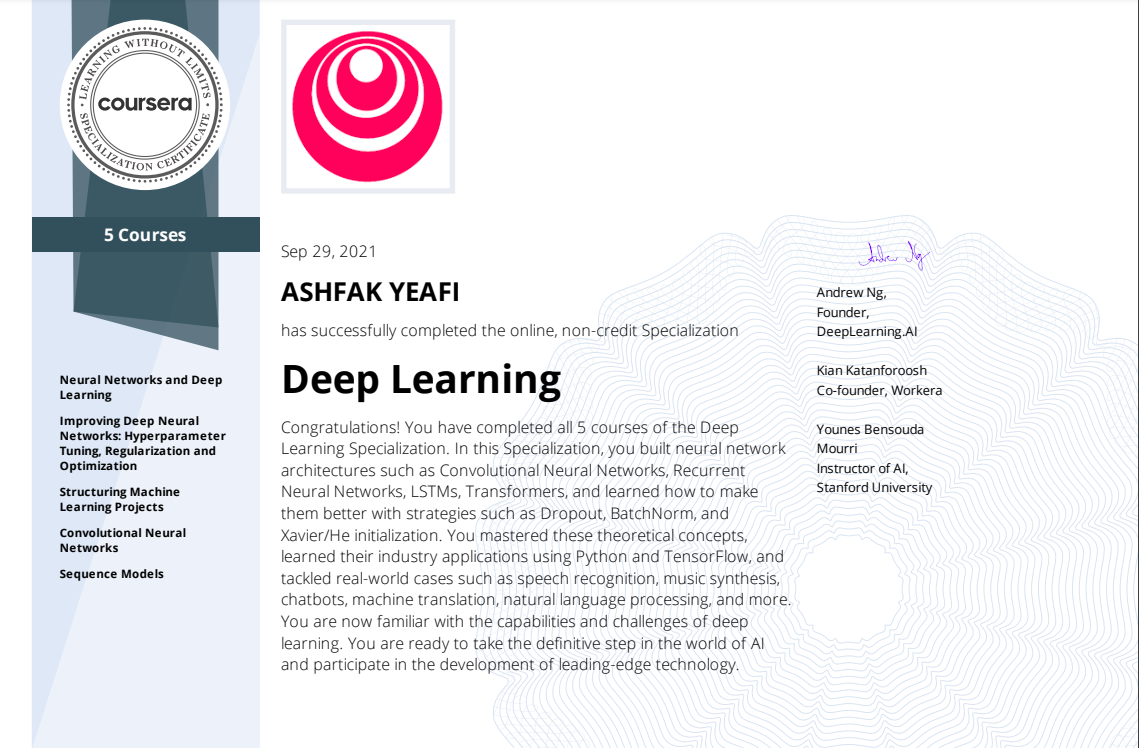 LEARNING WITHOUT LIMITS
coursera
SPECIALIZATION CERTIFICATE
5 Courses
Neural Networks and Deep
Learning
Improving Deep Neural
Networks: Hyperparameter
Tuning, Regularization and
Optimization
Structuring Machine
Learning Projects
Convolutional Neural
Networks
Sequence Models
Sep 29, 2021
ASHFAK YEAFI
has successfully completed the online, non-credit Specialization
Deep Learning
Congratulations! You have completed all 5 courses of the Deep
Learning Specialization. In this Specialization, you built neural network
architectures such as Convolutional Neural Networks, Recurrent
Neural Networks, LSTMs, Transformers, and learned how to make
them better with strategies such as Dropout, BatchNorm, and
Xavier/He initialization. You mastered these theoretical concepts,
learned their industry applications using Python and TensorFlow, and
tackled real-world cases such as speech recognition, music synthesis,
chatbots, machine translation, natural language processing, and more.
You are now familiar with the capabilities and challenges of deep
learning. You are ready to take the definitive step in the world of AI
and participate in the development of leading-edge technology.
Andrew Ng
Andrew Ng,
Founder,
DeepLearning.AI
Kian Katanforoosh
Co-founder, Workera
Younes Bensouda
Mourri
Instructor of AI,
Stanford University